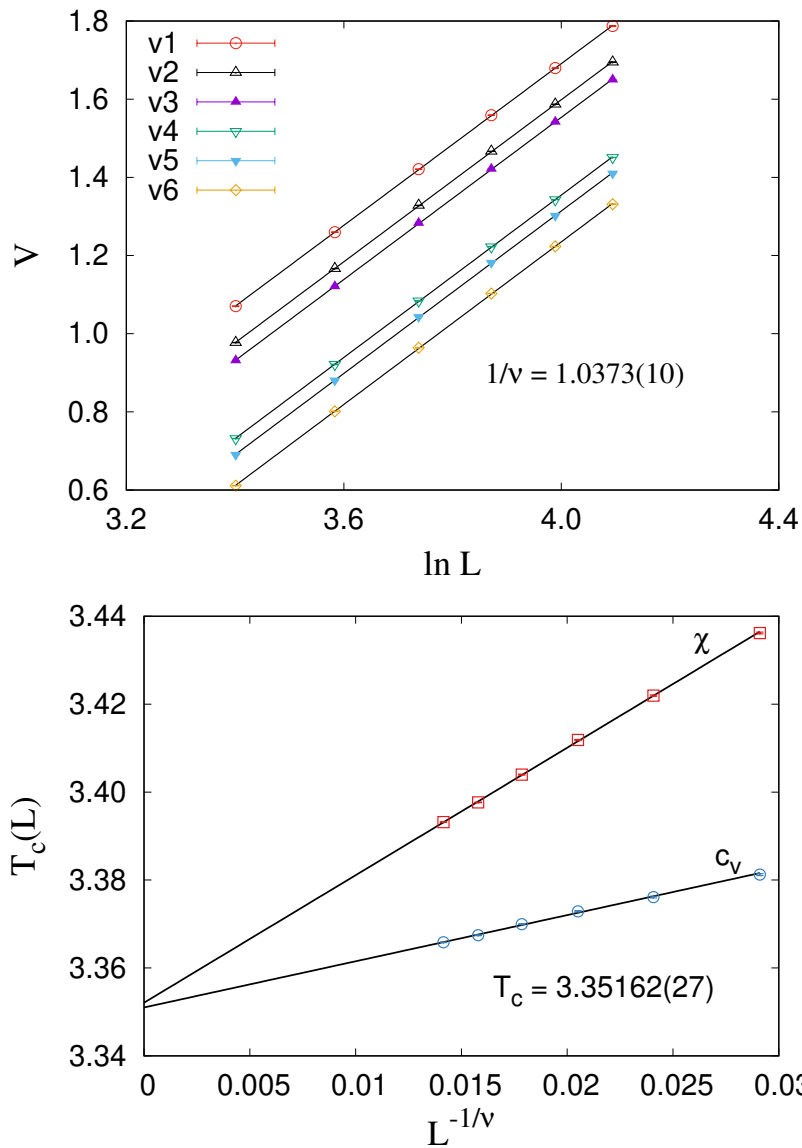 1.8
1.6
1.4
1.2
1.0
0.8
0.6
V
v1
v2
v3
v4
v5
v6
1/ν = 1.0373(10)
3.2 3.6 4.0 4.4
ln L
3.44
3.42
3.40
3.38
3.36
3.34
T_c(L)
χ
c_v
T_c = 3.35162(27)
0 0.005 0.01 0.015 0.02 0.025 0.03
L^{-1/ν}